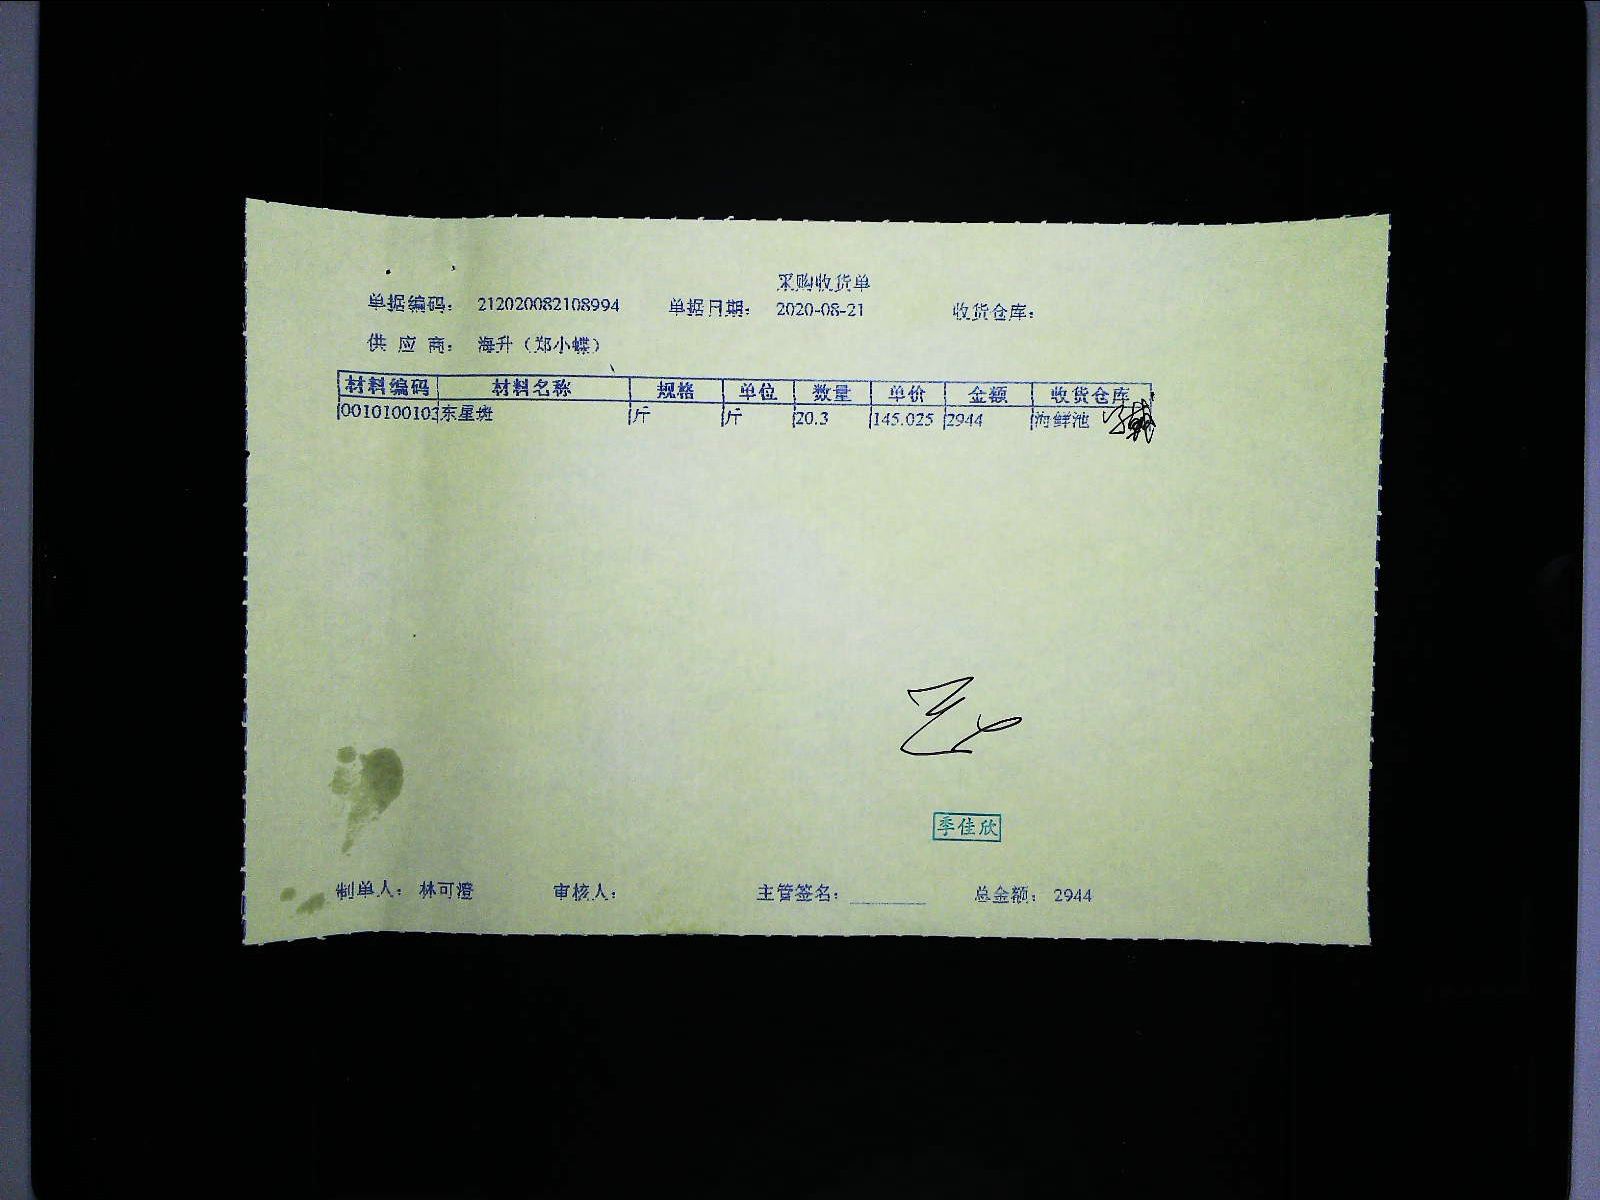 采购收货单
单据编码： 212020082108994 单据日期： 2020-08-21 收货仓库：
供 应 商： 海升（郑小蝶）
材料编码 材料名称 规格 单位 数量 单价 金额 收货仓库
0010100103 东星斑 斤 斤 20.3 145.025 2944 海鲜池
季佳欣
制单人： 林可澄 审核人： 主管签名： 总金额： 2944